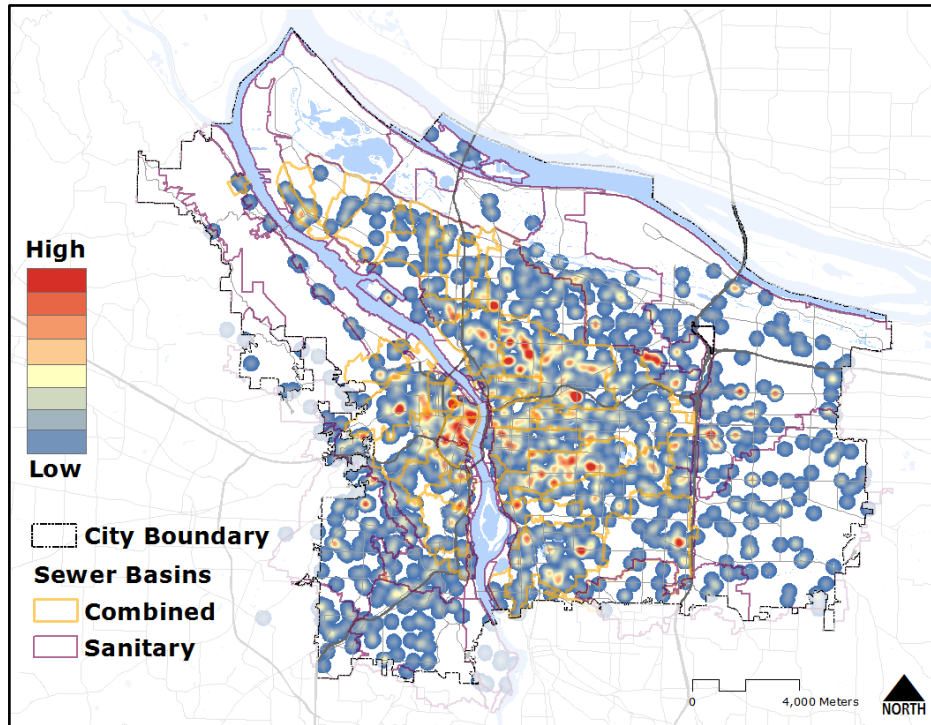 High
Low
City Boundary
Sewer Basins
Combined
Sanitary
0 4,000 Meters
NORTH